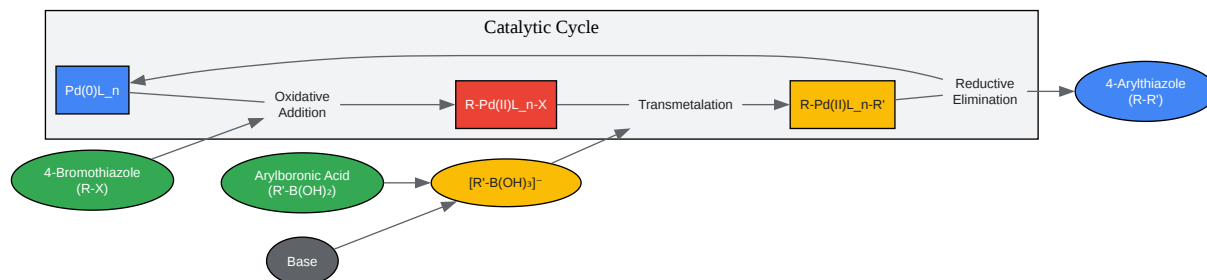 Catalytic Cycle
Pd(0)L_n
Oxidative
Addition
R-Pd(II)L_n-X
Transmetalation
R-Pd(II)L_n-R'
Reductive
Elimination
4-Arylthiazole
(R-R')
4-Bromothiazole
(R-X)
Arylboronic Acid
(R'-B(OH)₂)
[R'-B(OH)₃]⁻
Base